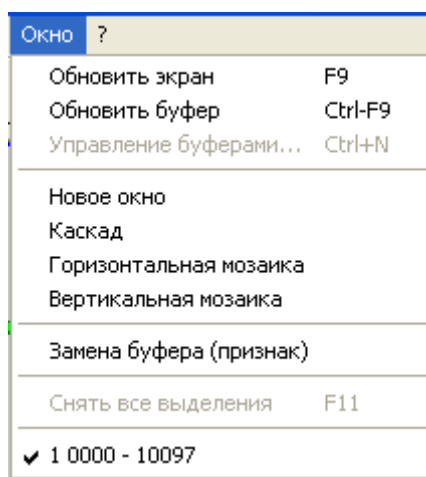 Окно ?
Обновить экран F9
Обновить буфер Ctrl-F9
Управление буферами... Ctrl+N
Новое окно
Каскад
Горизонтальная мозаика
Вертикальная мозаика
Замена буфера (признак)
Снять все выделения F11
1 0000 - 10097